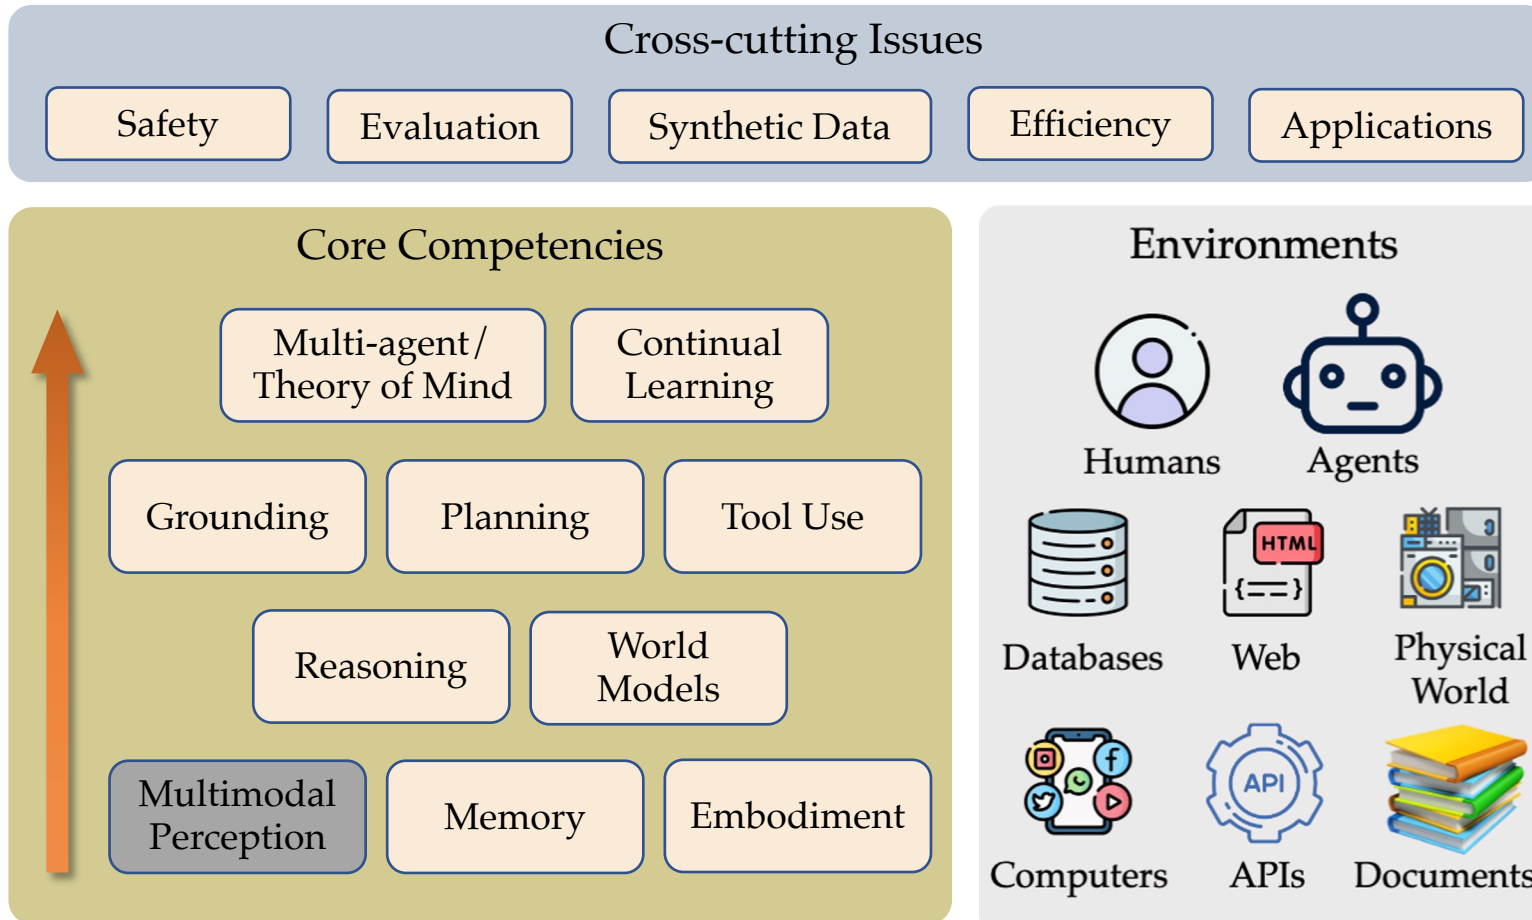 Cross-cutting Issues
Safety
Evaluation
Synthetic Data
Efficiency
Applications
Core Competencies
Multi-agent/
Theory of Mind
Continual
Learning
Grounding
Planning
Tool Use
Reasoning
World
Models
Multimodal
Perception
Memory
Embodiment
Environments
Humans
Agents
HTML
{==}
Databases
Web
Physical
World
API
Computers
APIs
Documents